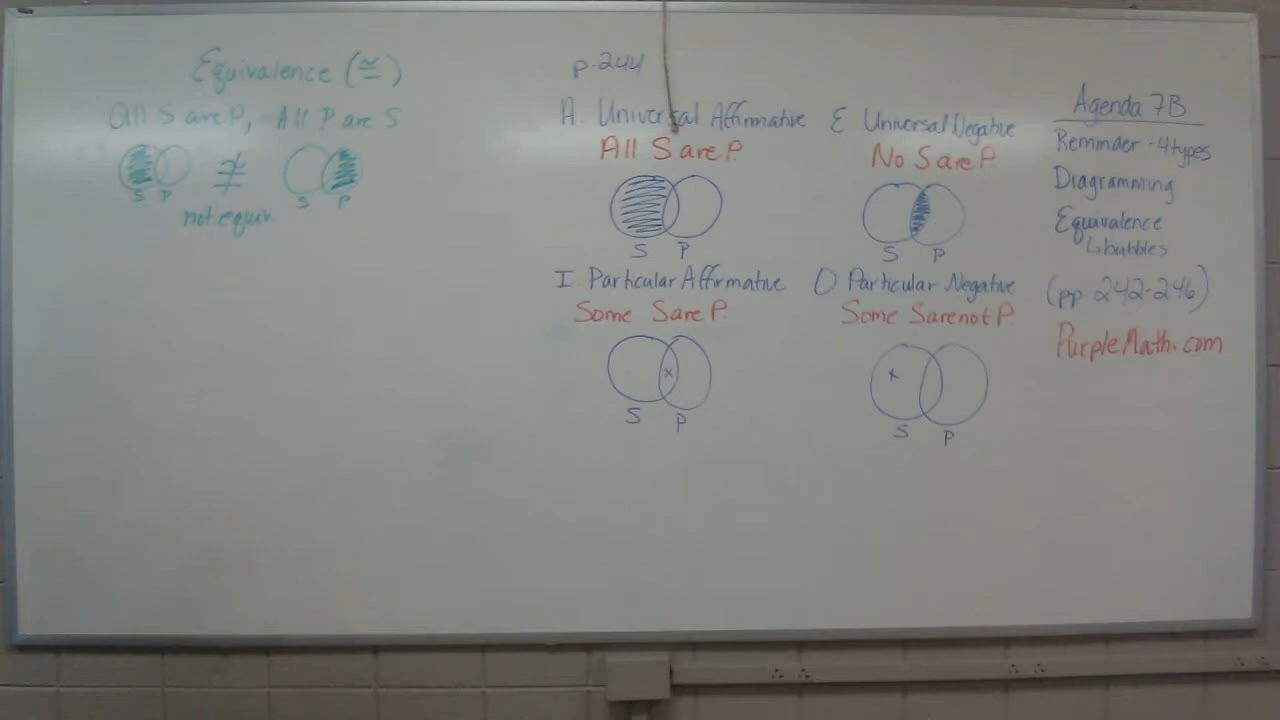 Equivalence (≅)
All S are P, All P are S
S P ≇ S P
not equiv.
p. 244
A. Universal Affirmative
All S are P.
S P
E Universal Negative
No S are P.
S P
I. Particular Affirmative
Some S are P.
x
S P
O Particular Negative
Some S are not P.
x
S P
Agenda 7B
Reminder - 4 types
Diagramming
Equivalence
↳ bubbles
(pp 242-246)
PurpleMath.com